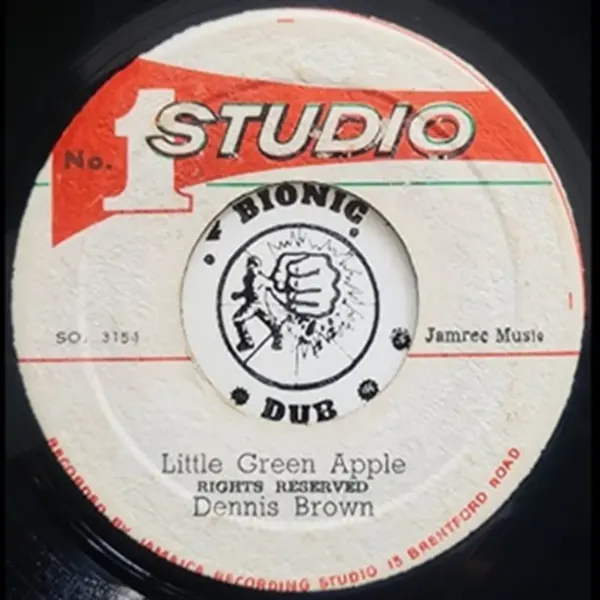 STUDIO
No. 1
BIONIC
SO. 3154
Jamrec Music
DUB
Little Green Apple
RIGHTS RESERVED
Dennis Brown
RECORDED BY JAMAICA RECORDING STUDIO 13 BRENTFORD ROAD